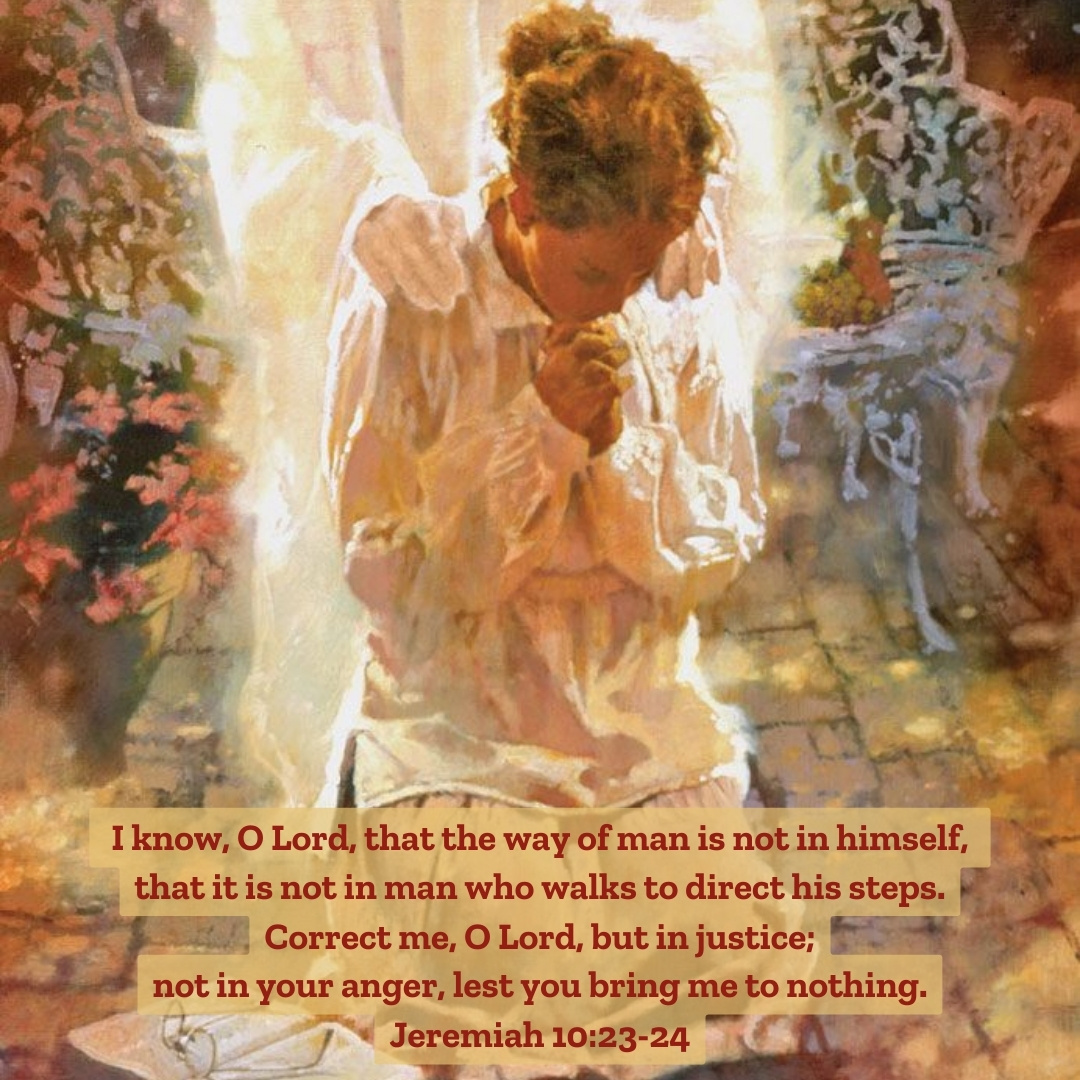 I know, O Lord, that the way of man is not in himself,
that it is not in man who walks to direct his steps.
Correct me, O Lord, but in justice;
not in your anger, lest you bring me to nothing.
Jeremiah 10:23-24